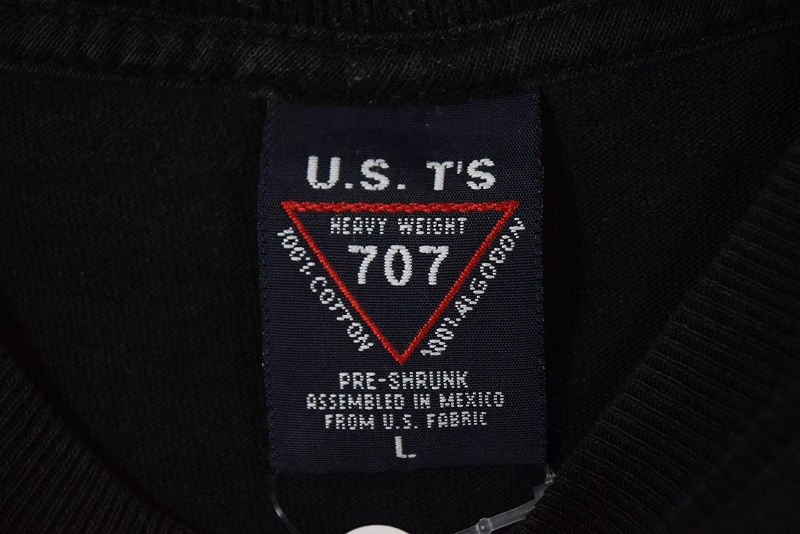 U.S. T'S
HEAVY WEIGHT
707
100% COTTON
100% ALGODON
PRE-SHRUNK
ASSEMBLED IN MEXICO
FROM U.S. FABRIC
L